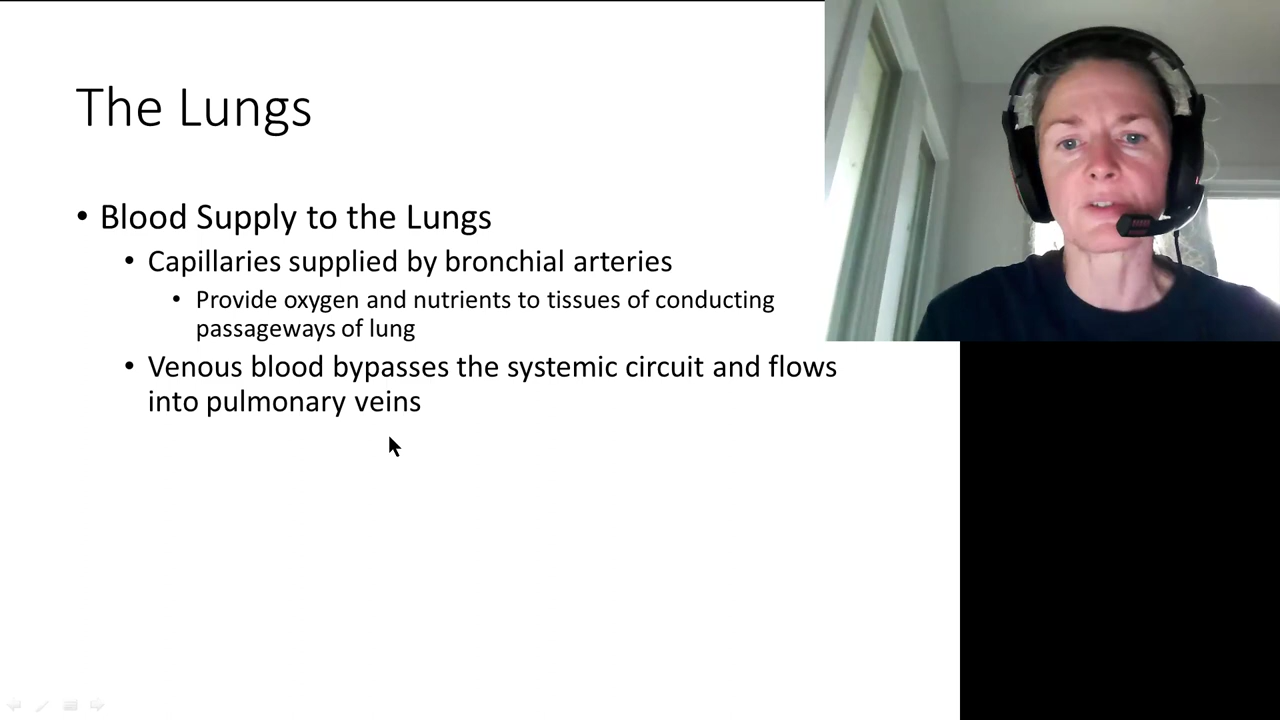 The Lungs
• Blood Supply to the Lungs
• Capillaries supplied by bronchial arteries
• Provide oxygen and nutrients to tissues of conducting
passageways of lung
• Venous blood bypasses the systemic circuit and flows
into pulmonary veins